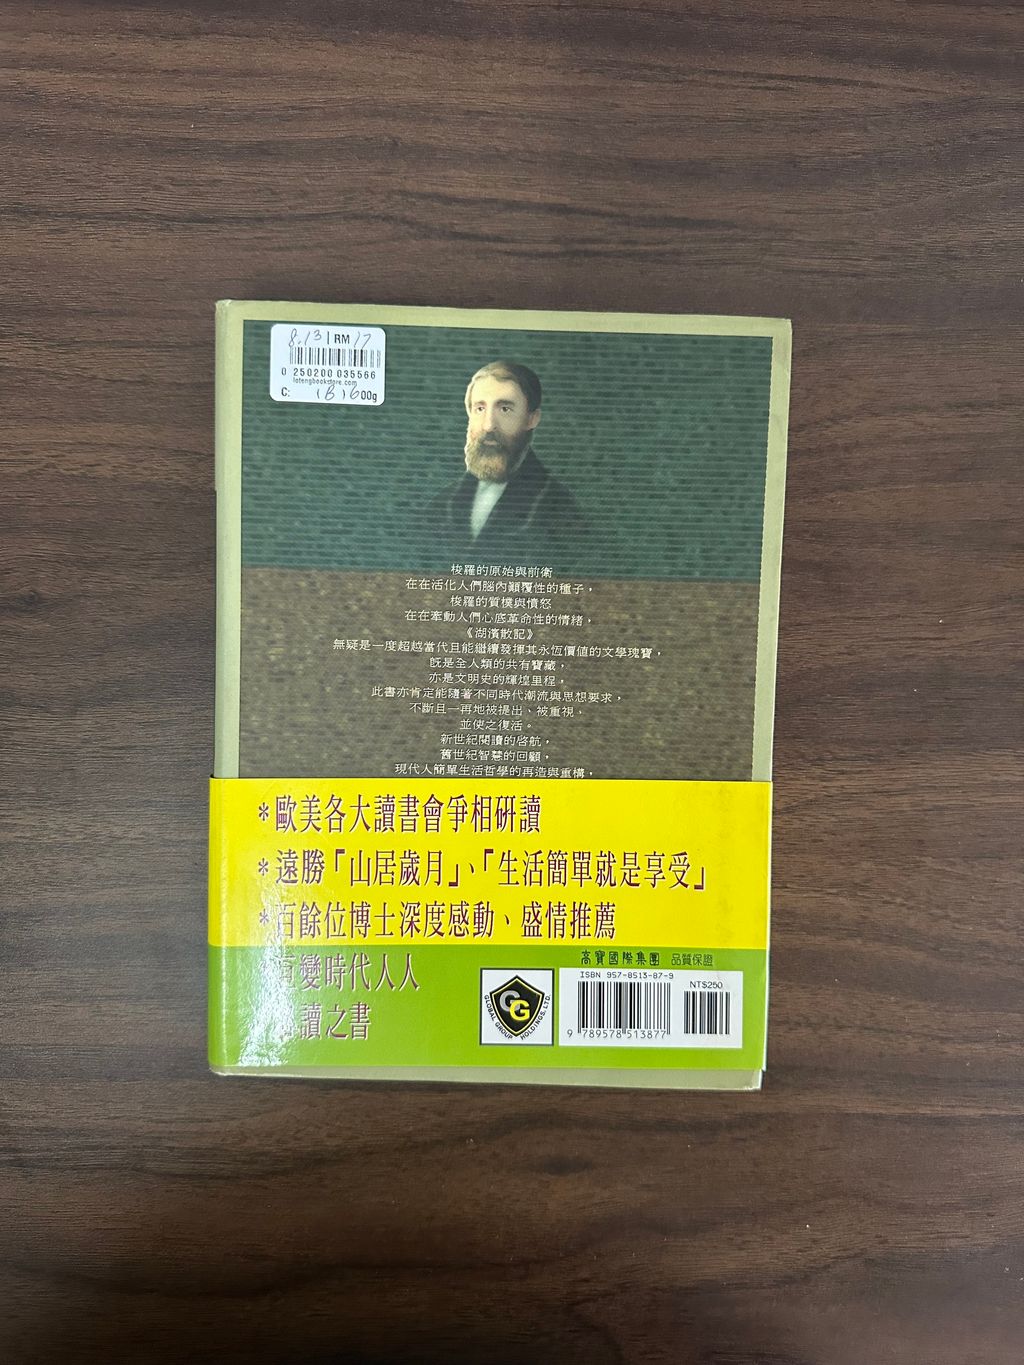 8.13 RM 17
0 250200 035566
totengbookstore.com
C: 00g
梭羅的原始與前衛
在在活化人們腦內顛覆性的種子，
梭羅的質樸與憤怒
在在牽動人們心底革命性的情緒，
《湖濱散記》
無疑是一度超越當代且能繼續發揮其永恆價值的文學瑰寶，
既是全人類的共有寶藏，
亦是文明史的輝煌里程，
此書亦肯定能隨著不同時代潮流與思想要求，
不斷且一再地被提出、被重視，
並使之復活。
新世紀閱讀的啓航，
舊世紀智慧的回顧，
現代人簡單生活哲學的再造與重構，
*歐美各大讀書會爭相研讀
*遠勝「山居歲月」、「生活簡單就是享受」
*百餘位博士深度感動、盛情推薦
變時代人人
讀之書
高寶國際集團 品質保證
ISBN 957-8513-87-9
NT$250
9 789578 513877
GG
GLOBAL GROUP HOLDINGS, LTD.